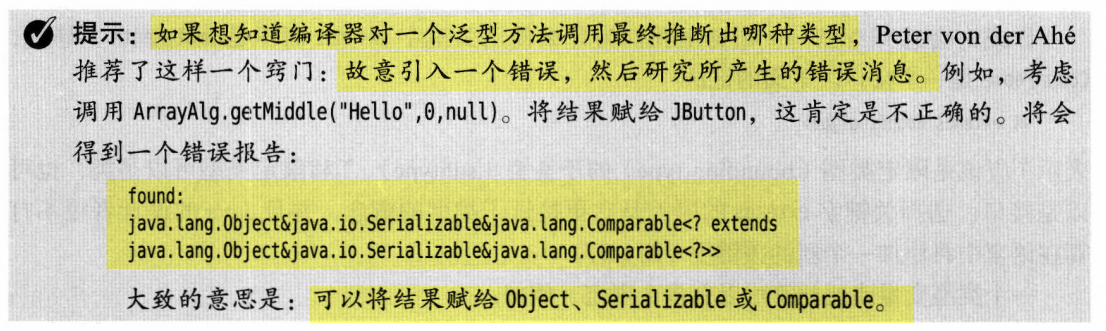 提示：如果想知道编译器对一个泛型方法调用最终推断出哪种类型，Peter von der Ahé
推荐了这样一个窍门：故意引入一个错误，然后研究所产生的错误消息。例如，考虑
调用 ArrayAlg.getMiddle("Hello",0,null)。将结果赋给 JButton，这肯定是不正确的。将会
得到一个错误报告：
found:
java.lang.Object&java.io.Serializable&java.lang.Comparable<? extends
java.lang.Object&java.io.Serializable&java.lang.Comparable<?>>
大致的意思是：可以将结果赋给 Object、Serializable 或 Comparable。